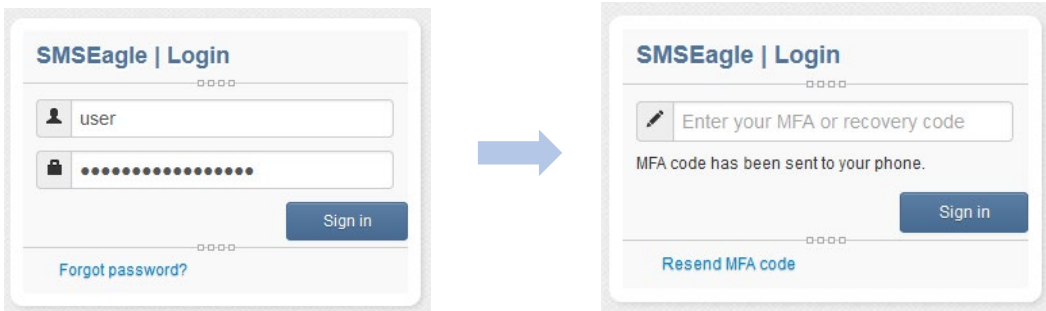 SMSEagle | Login
user
•••••••••••••••••
Sign in
Forgot password?
SMSEagle | Login
Enter your MFA or recovery code
MFA code has been sent to your phone.
Sign in
Resend MFA code